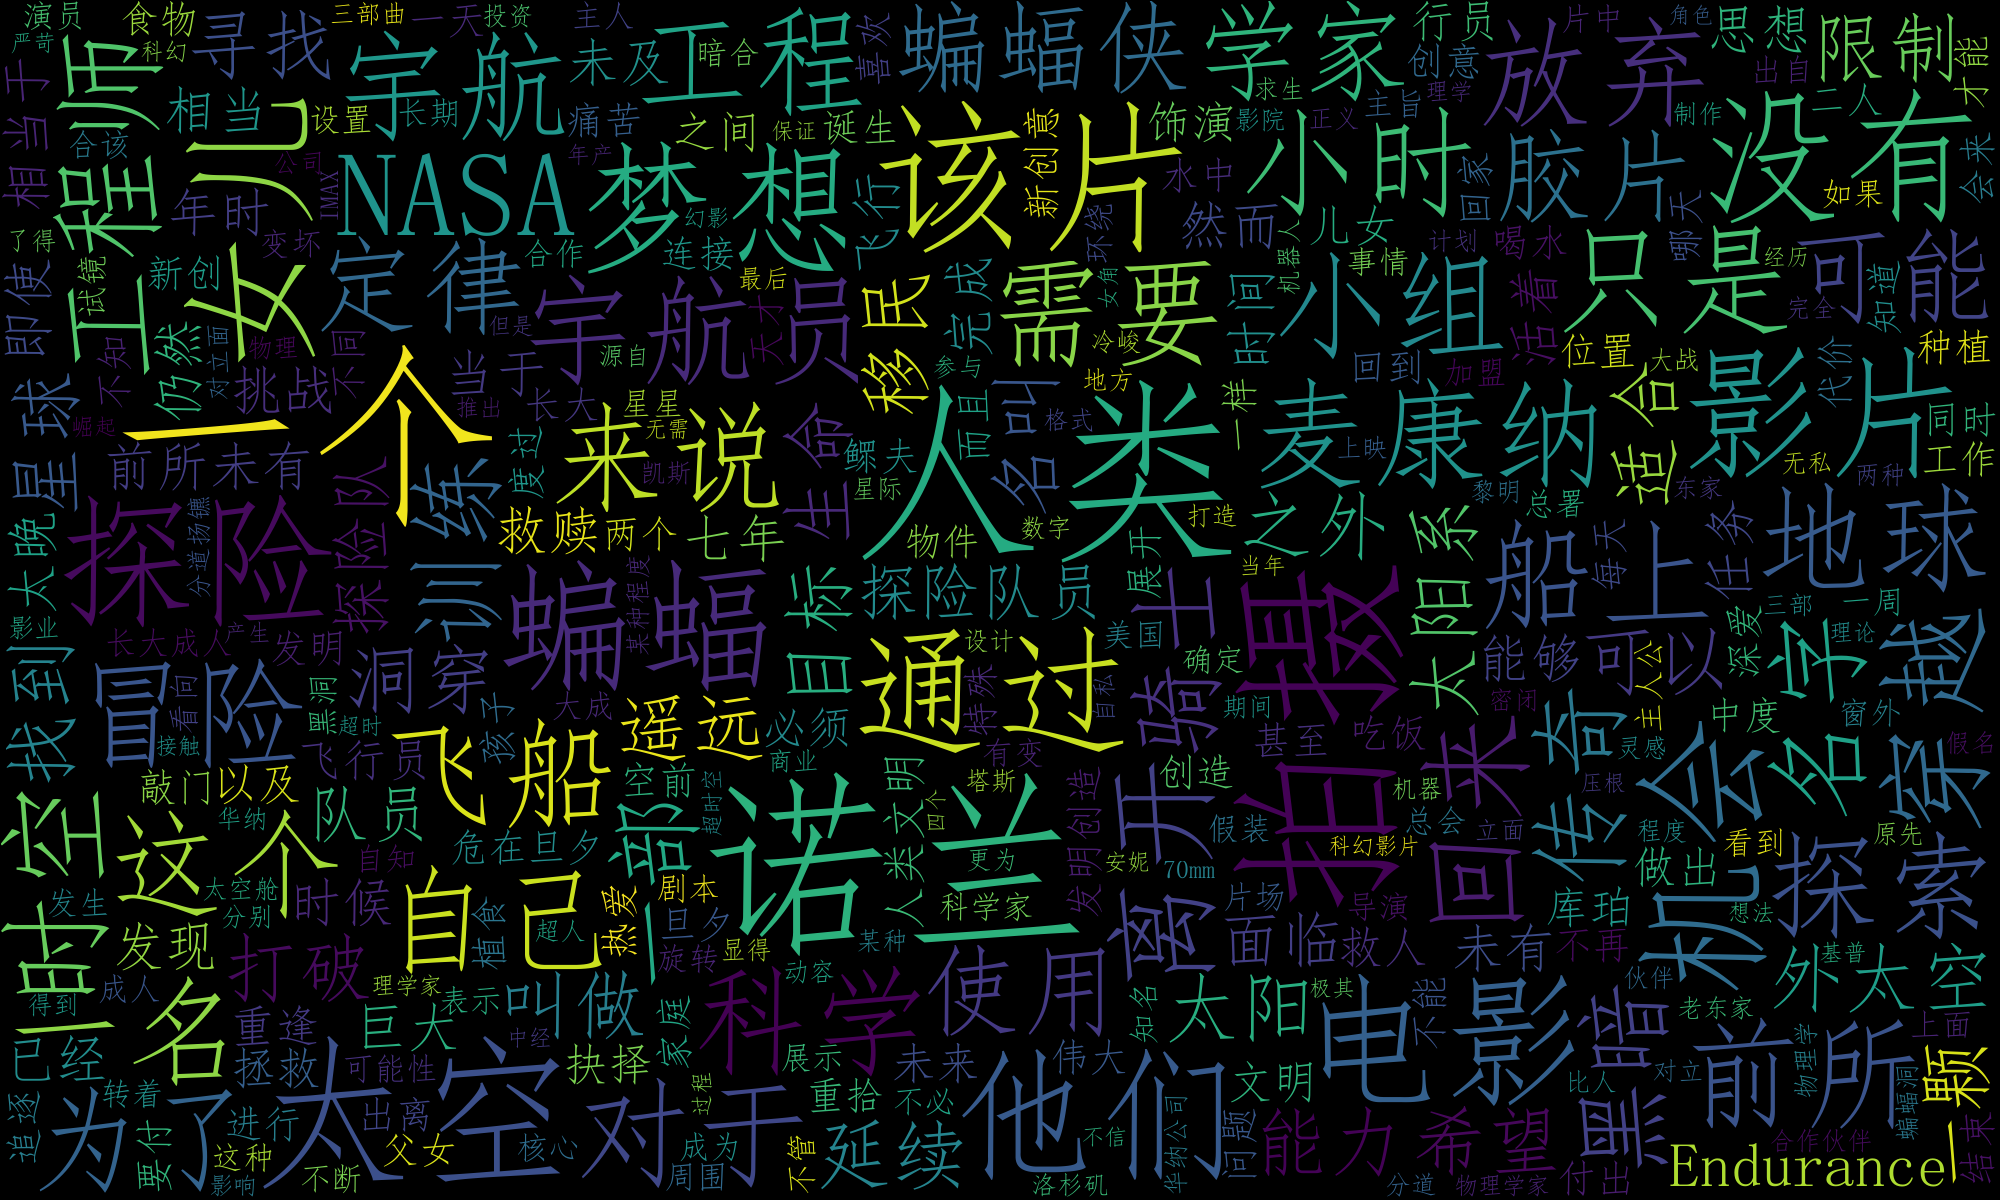 演员
严苛
三部曲
一天
投资
主人
食物
科幻
寻找
宇航
未及
工程
暗合
喜欢
蝙蝠侠
学家
行员
创意
放弃
片中
出自
思想
角色
限制
才能
工程师
女儿
相当于
相当
设置
长期
痛苦
之间
保证
诞生
新创意
饰演
求生
影院
正义
主旨
理学
制作
二人
会来
合该
公司
IMAX
NASA
梦想
年产
该片
水中
小时
回家
胶片
没有
如果
那天
年时
变坏
了得
试镜
新创
定律
合作
连接
幻影
飞行
环绕
然而
儿女
机器人
事情
计划
喝水
只是
经历
可能
知道
即使
不知
仍然
对立面
物理
不同
但是
宇航员
最后
天才
源自
移民
完成
需要
女角
冷峻
时间
小组
活着
位置
完全
大战
种植
代价
挑战
当于
推出
长大
星星
无需
参与
地方
回到
加盟
影片
星球
崛起
一个
前所未有
训练
度过
来说
凯斯
生命
鳏夫
星际
人类
而且
名叫
格式
一样
麦康纳
上映
适合
无私
两种
同时
工作
太晚
分道扬镳
探险
探险队
救赎
两个
七年
物件
数字
打造
之外
黎明
总署
东家
船上
每天
任务
地球
影业
长大成人
产生
发明
某种程度
蝙蝠
目标
探险队员
展开
当年
骑士
美国
拍摄
太阳系
能够
可以
三部
一周
深爱
理论
名字
穿越
找到
冒险
看向
黑洞
洞穿
设计
通过
特殊
自私
确定
期间
密闭
主人公
传奇
中度
窗外
灵感
假名
接触
超时
飞行员
大成
孩子
遥远
必须
商业
有变
甚至
吃饭
回来
机会
时空
敲门
以及
华纳
飞船
队员
空前
超时空
诺兰
人类文明
塔斯
四个
发明创造
离开
创造
假装
机器
总会
立面
压根
程度
看到
原先
探索
这个
自知
危在旦夕
一部
更为
安妮
70mm
科幻影片
做出
发现
太空舱
时候
自己
植食
超人
热爱
剧本
旦夕
科学家
片场
导演
库珀
想法
外太空
基普
发生
分别
打破
旋转
显得
某种
面临
救人
未有
不再
伙伴
成人
得到
一名
理学家
表示
叫做
家庭
动容
科学
使用
知名
太阳
极其
不能
电影
黑暗
老东家
物理学
上面
已经
重逢
巨大
中经
抉择
展示
未来
伟大
文明
比人
对立
前所
一颗
拯救
可能性
过程
重拾
不必
他们
华纳公司
问题
能力
希望
蝙蝠洞
结束
追逐
转着
为了
要付
进行
这种
影响
太空
出离
父女
不断
核心
对于
成为
周围
不管
延续
不信
洛杉矶
分道
物理学家
合作伙伴
付出
Endurance